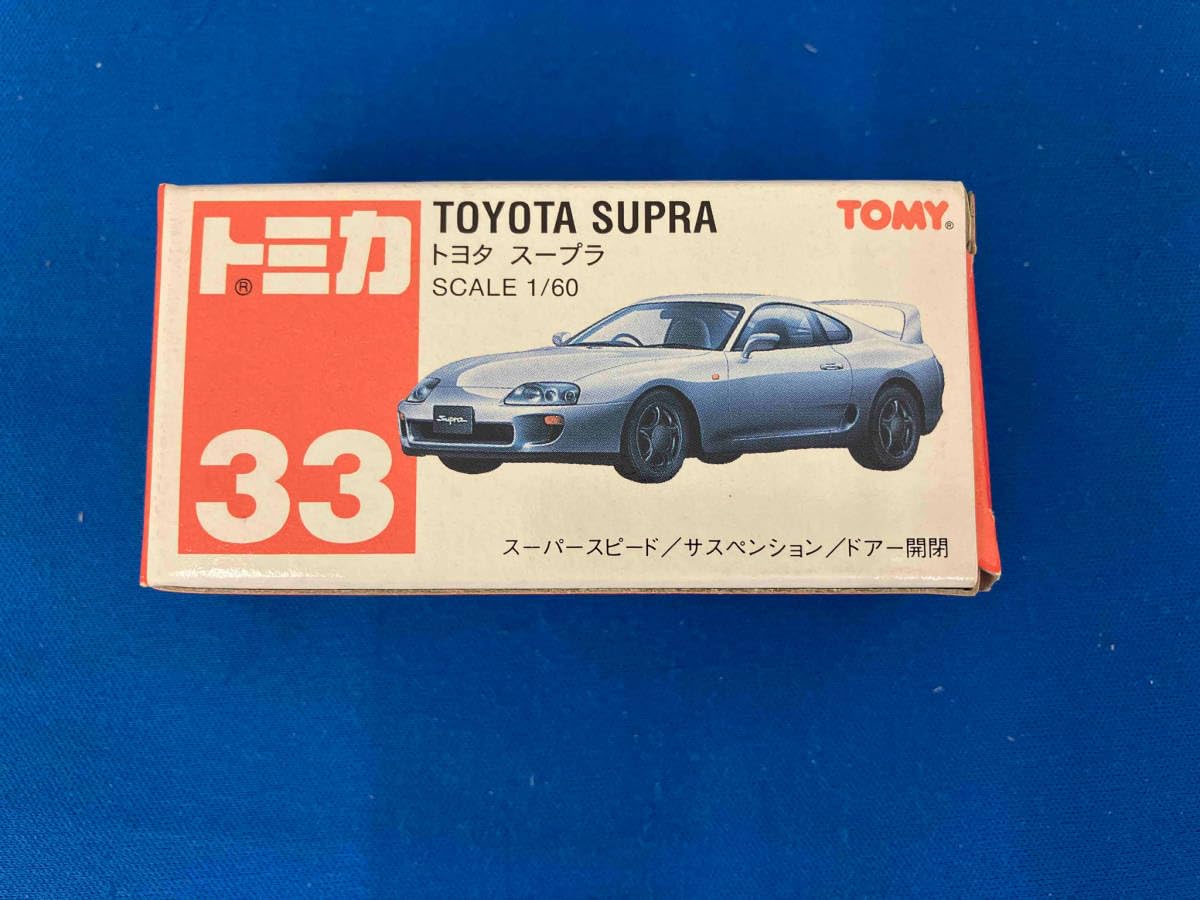 トミカ®
TOYOTA SUPRA
トヨタ スープラ
SCALE 1/60
TOMY®
Supra
33
スーパースピード/サスペンション/ドアー開閉